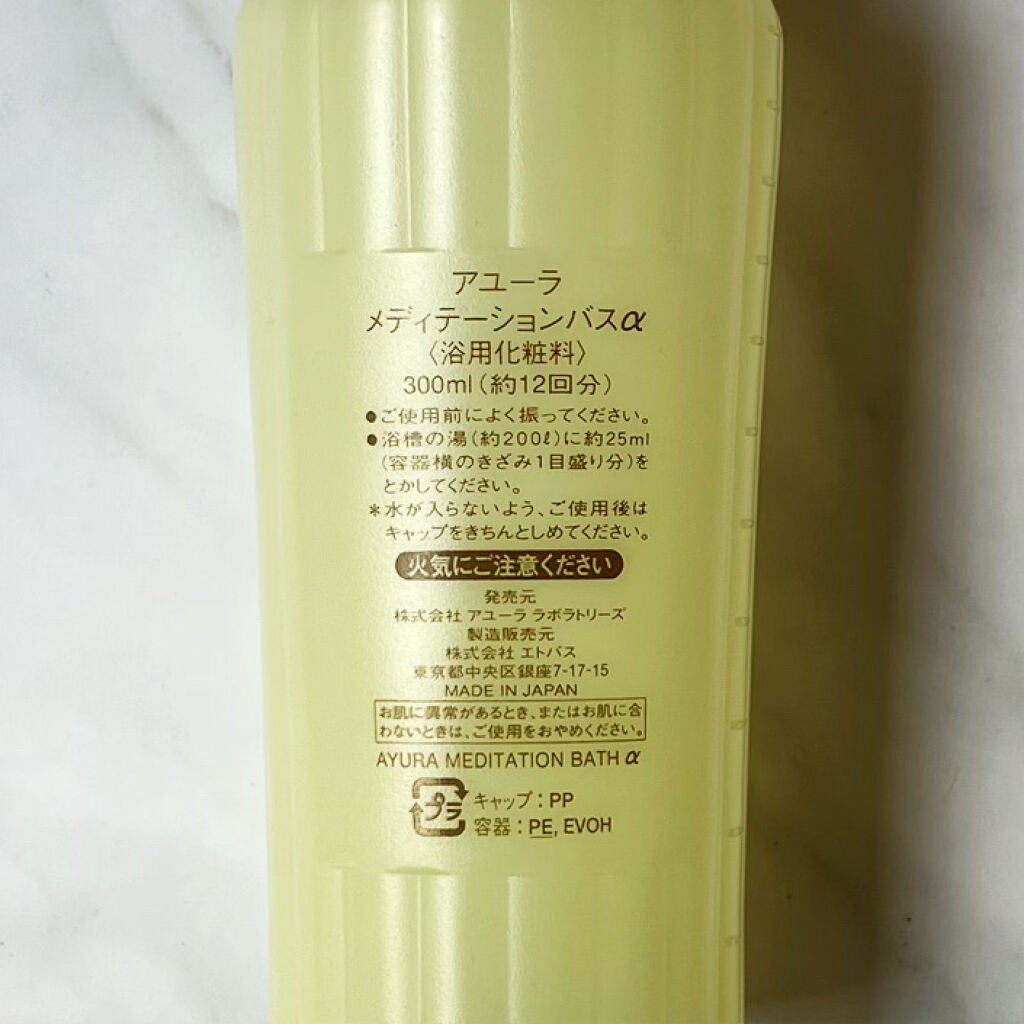 アユーラ
メディテーションバスα
〈浴用化粧料〉
300ml(約12回分)
●ご使用前によく振ってください。
●浴槽の湯(約200ℓ)に約25ml
(容器横のきざみ1目盛り分)を
とかしてください。
*水が入らないよう、ご使用後は
キャップをきちんとしめてください。
火気にご注意ください
発売元
株式会社 アユーラ ラボラトリーズ
製造販売元
株式会社 エトバス
東京都中央区銀座7-17-15
MADE IN JAPAN
お肌に異常があるとき、またはお肌に合
わないときは、ご使用をおやめください。
AYURA MEDITATION BATH α
プラ キャップ:PP
容器:PE, EVOH